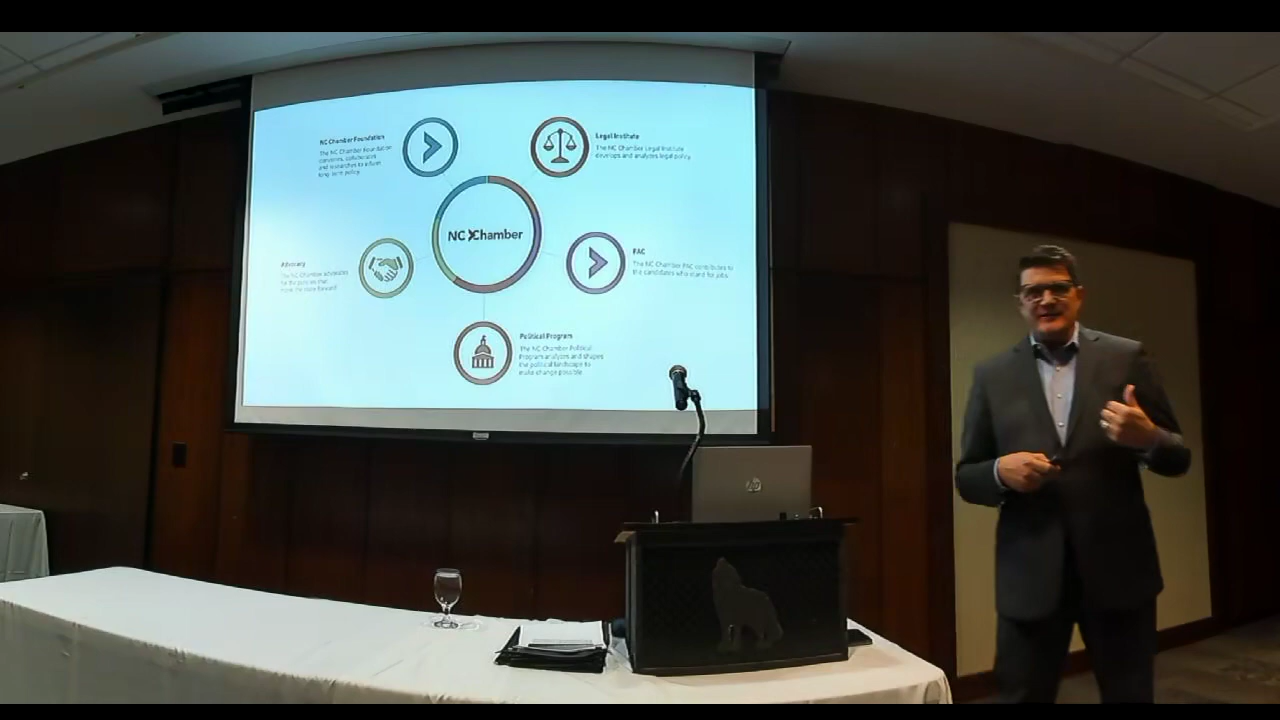 NC Chamber Foundation
The NC Chamber Foundation
convenes, collaborates
and researches to inform
long-term policy.
Legal Institute
The NC Chamber Legal Institute
develops and analyzes legal policy.
NC Chamber
Advocacy
The NC Chamber advocates
for the policies that
move the state forward.
PAC
The NC Chamber PAC contributes to
the candidates who stand for jobs.
Political Program
The NC Chamber Political
Program analyzes and shapes
the political landscape to
make change possible.
hp